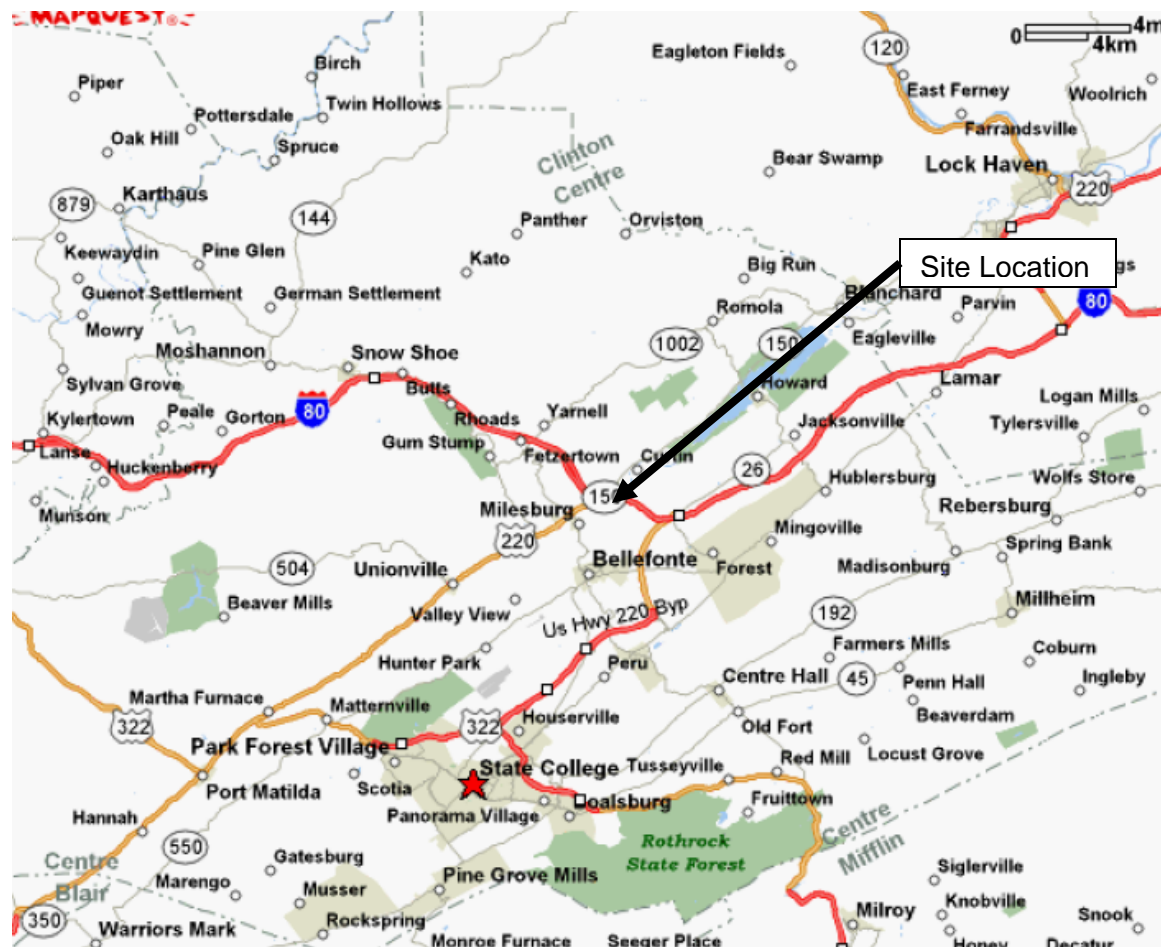 MAPQUEST®
4m
0
4km
120
Birch
Eagleton Fields
Piper
East Ferney
Woolrich
Twin Hollows
Pottersdale
Farrandsville
Oak Hill
Spruce
Clinton
Centre
Bear Swamp
Lock Haven
220
Karthaus
879
144
Panther
Orviston
Keewaydin
Pine Glen
Kato
Big Run
Site Location
gs
80
Guenot Settlement
German Settlement
Romola
Blanchard
Parvin
Mowry
Eagleville
Moshannon
Snow Shoe
1002
150
Sylvan Grove
Butts
Howard
Lamar
80
Peale
Gorton
Rhoads
Yarnell
Logan Mills
Kylertown
Jacksonville
Tylersville
Lanse
Gum Stump
Fetzertown
Curtin
Huckenberry
26
Hublersburg
Wolfs Store
Munson
150
Milesburg
Rebersburg
220
Mingoville
Spring Bank
504
Unionville
Bellefonte
Forest
Madisonburg
Beaver Mills
Valley View
Us Hwy 220 Byp
192
Millheim
Hunter Park
Peru
Farmers Mills
Coburn
Centre Hall
45
Penn Hall
Ingleby
Martha Furnace
Matternville
322
322
Houserville
Beaverdam
Old Fort
Park Forest Village
Locust Grove
State College
Tusseyville
Red Mill
Port Matilda
Scotia
Panorama Village
Boalsburg
Fruittown
Hannah
Centre
Mifflin
550
Rothrock
State Forest
Centre
Blair
Gatesburg
Siglerville
Marengo
Musser
Pine Grove Mills
Knobville
350
Warriors Mark
Rockspring
Milroy
Snook
Monroe Furnace
Seeger Place
Honey
Decatur